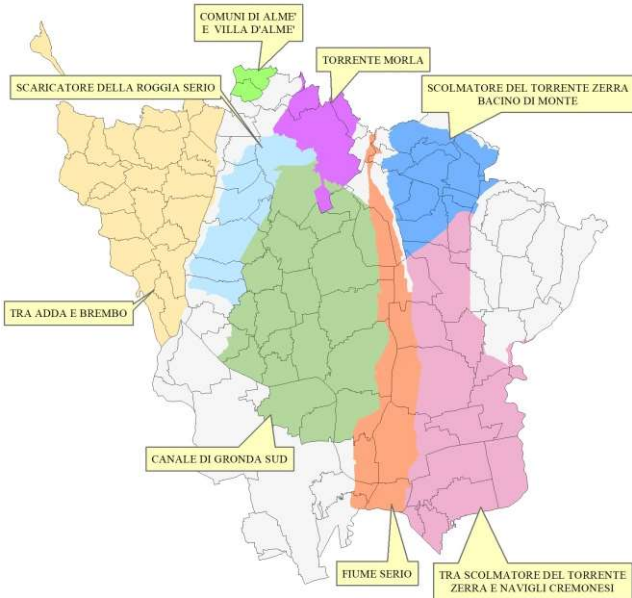 COMUNI DI ALME'
E VILLA D'ALME'
TORRENTE MORLA
SCARICATORE DELLA ROGGIA SERIO
SCOLMATORE DEL TORRENTE ZERRA
BACINO DI MONTE
TRA ADDA E BREMBO
CANALE DI GRONDA SUD
FIUME SERIO
TRA SCOLMATORE DEL TORRENTE
ZERRA E NAVIGLI CREMONESI